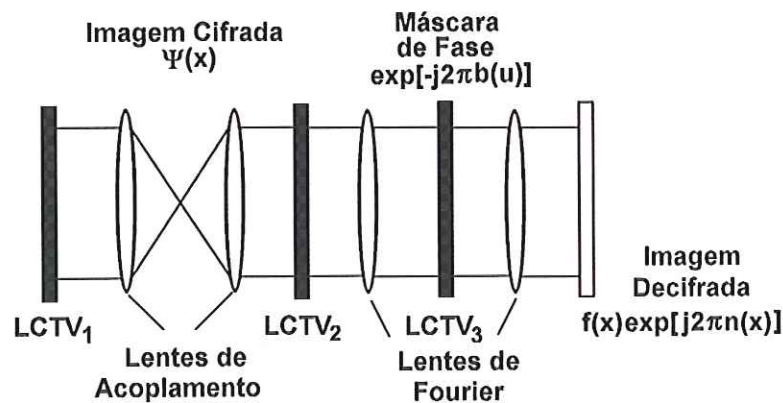 Imagem Cifrada
Ψ(x)
Máscara
de Fase
exp[-j2πb(u)]
LCTV₁
LCTV₂
LCTV₃
Lentes de
Acoplamento
Lentes de
Fourier
Imagem
Decifrada
f(x)exp[j2πn(x)]